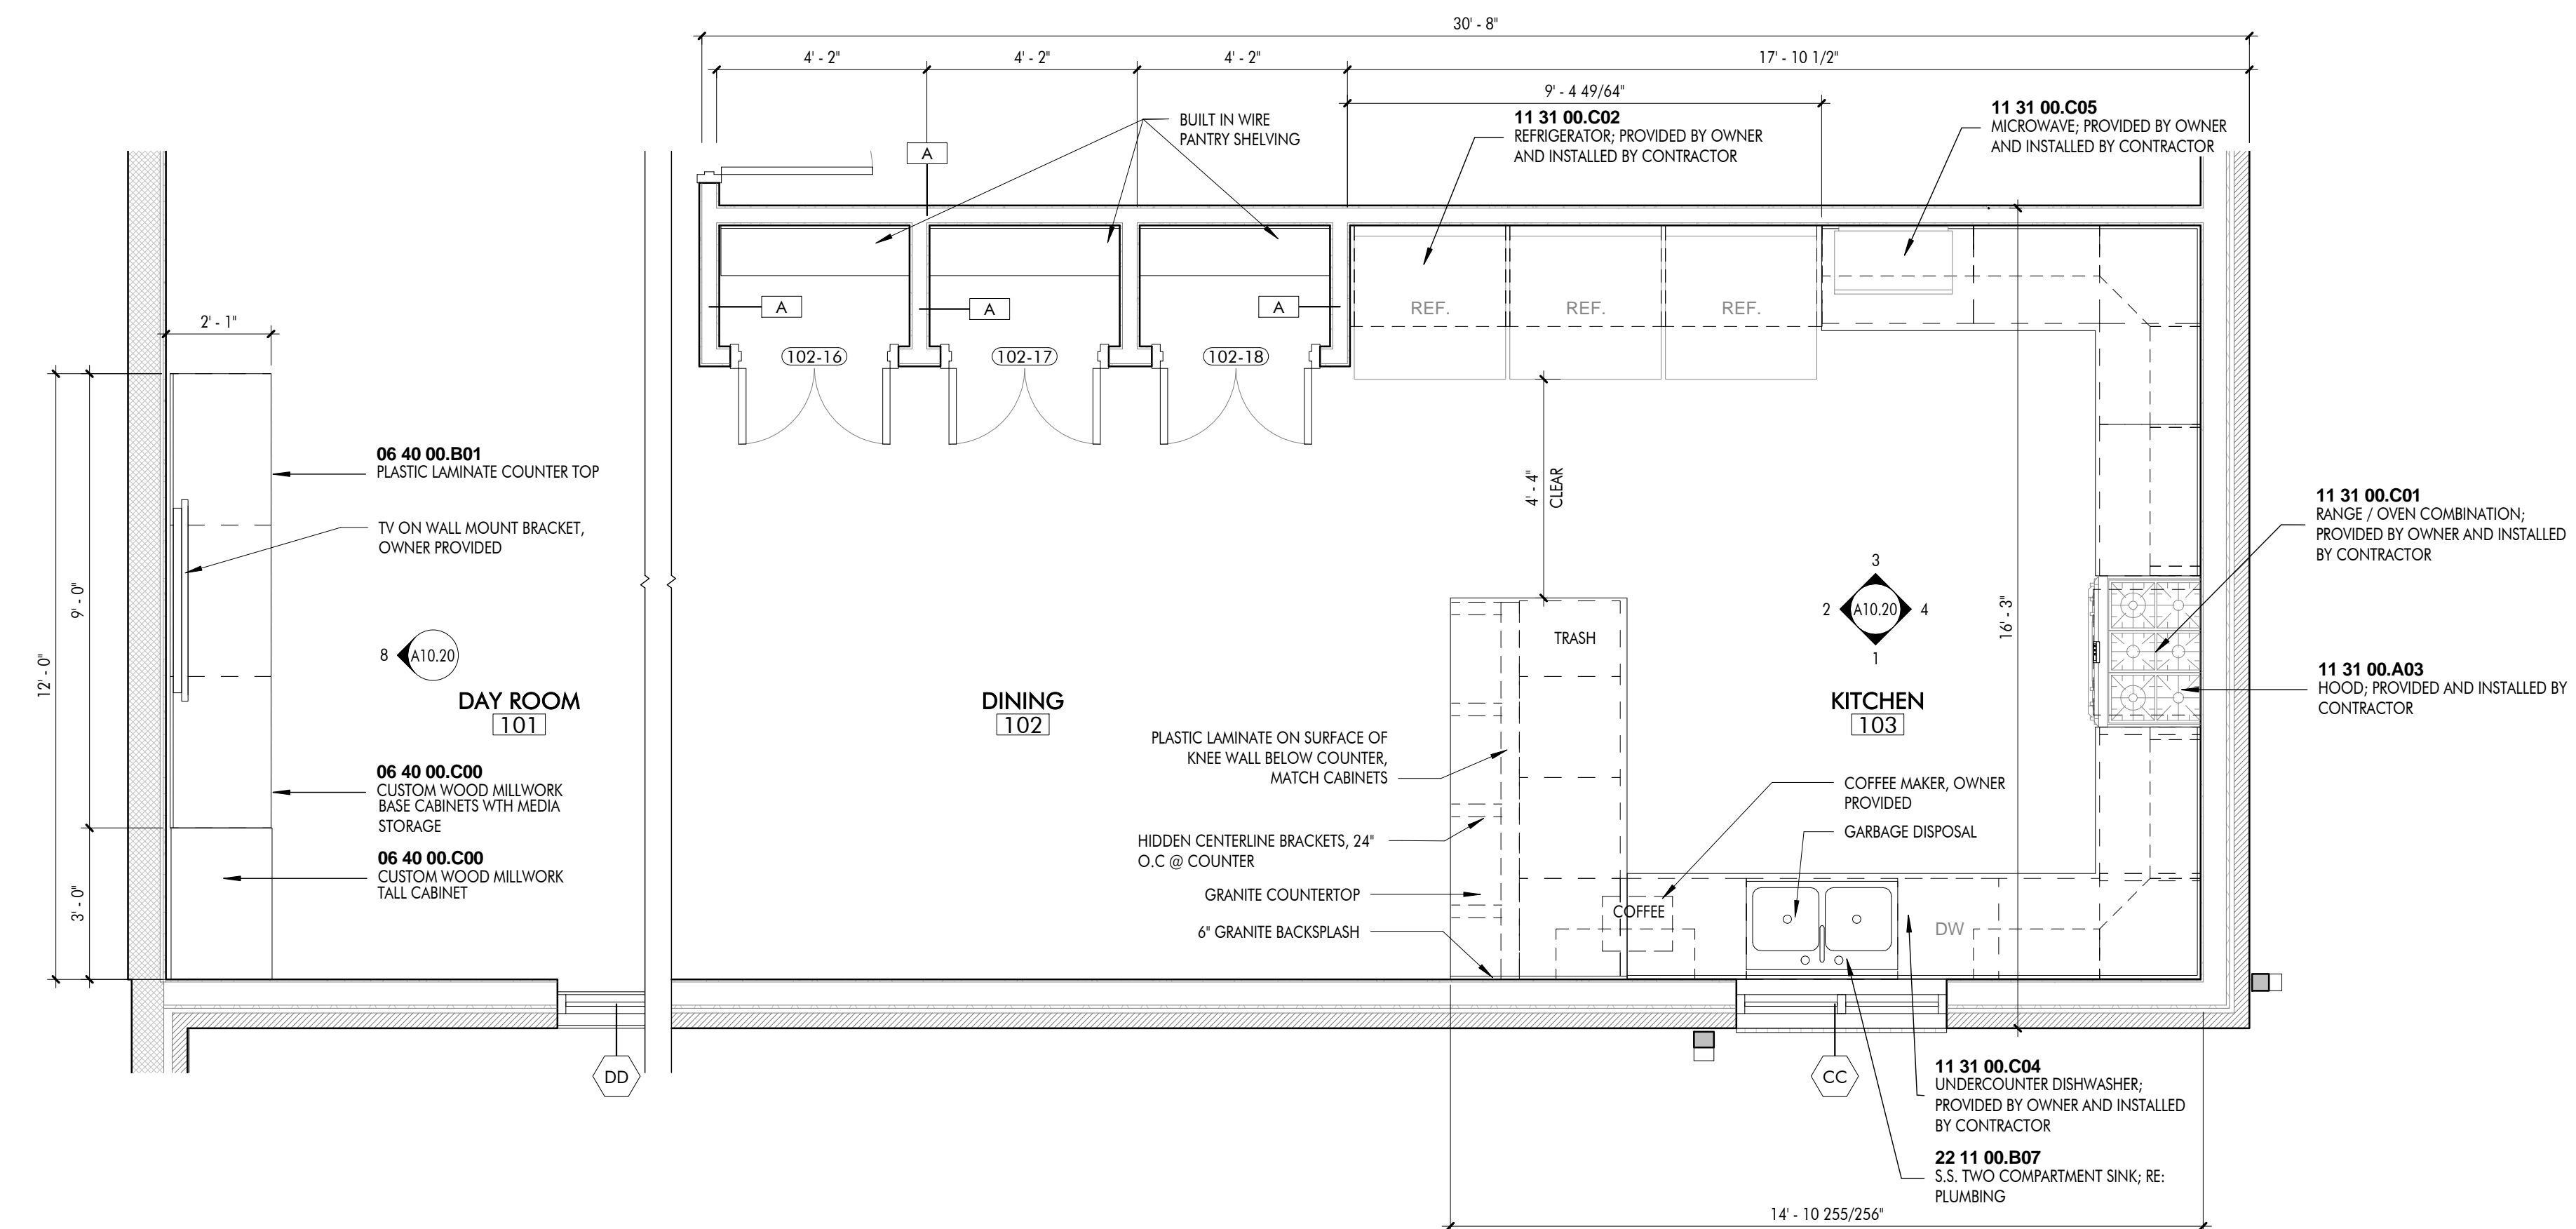 30' - 8"
4' - 2"
4' - 2"
4' - 2"
17' - 10 1/2"
9' - 4 49/64"
BUILT IN WIRE
PANTRY SHELVING
11 31 00.C02
REFRIGERATOR; PROVIDED BY OWNER
AND INSTALLED BY CONTRACTOR
11 31 00.C05
MICROWAVE; PROVIDED BY OWNER
AND INSTALLED BY CONTRACTOR
A
A
A
A
REF.
REF.
REF.
2' - 1"
102-16
102-17
102-18
06 40 00.B01
PLASTIC LAMINATE COUNTER TOP
TV ON WALL MOUNT BRACKET,
OWNER PROVIDED
4' - 4"
CLEAR
11 31 00.C01
RANGE / OVEN COMBINATION;
PROVIDED BY OWNER AND INSTALLED
BY CONTRACTOR
9' - 0"
12' - 0"
3' - 0"
16' - 3"
8
A10.20
TRASH
3
2
A10.20
4
1
DAY ROOM
101
DINING
102
KITCHEN
103
11 31 00.A03
HOOD; PROVIDED AND INSTALLED BY
CONTRACTOR
PLASTIC LAMINATE ON SURFACE OF
KNEE WALL BELOW COUNTER,
MATCH CABINETS
06 40 00.C00
CUSTOM WOOD MILLWORK
BASE CABINETS WTH MEDIA
STORAGE
COFFEE MAKER, OWNER
PROVIDED
HIDDEN CENTERLINE BRACKETS, 24"
O.C @ COUNTER
GARBAGE DISPOSAL
06 40 00.C00
CUSTOM WOOD MILLWORK
TALL CABINET
GRANITE COUNTERTOP
COFFEE
6" GRANITE BACKSPLASH
DW
DD
CC
11 31 00.C04
UNDERCOUNTER DISHWASHER;
PROVIDED BY OWNER AND INSTALLED
BY CONTRACTOR
22 11 00.B07
S.S. TWO COMPARTMENT SINK; RE:
PLUMBING
14' - 10 255/256"